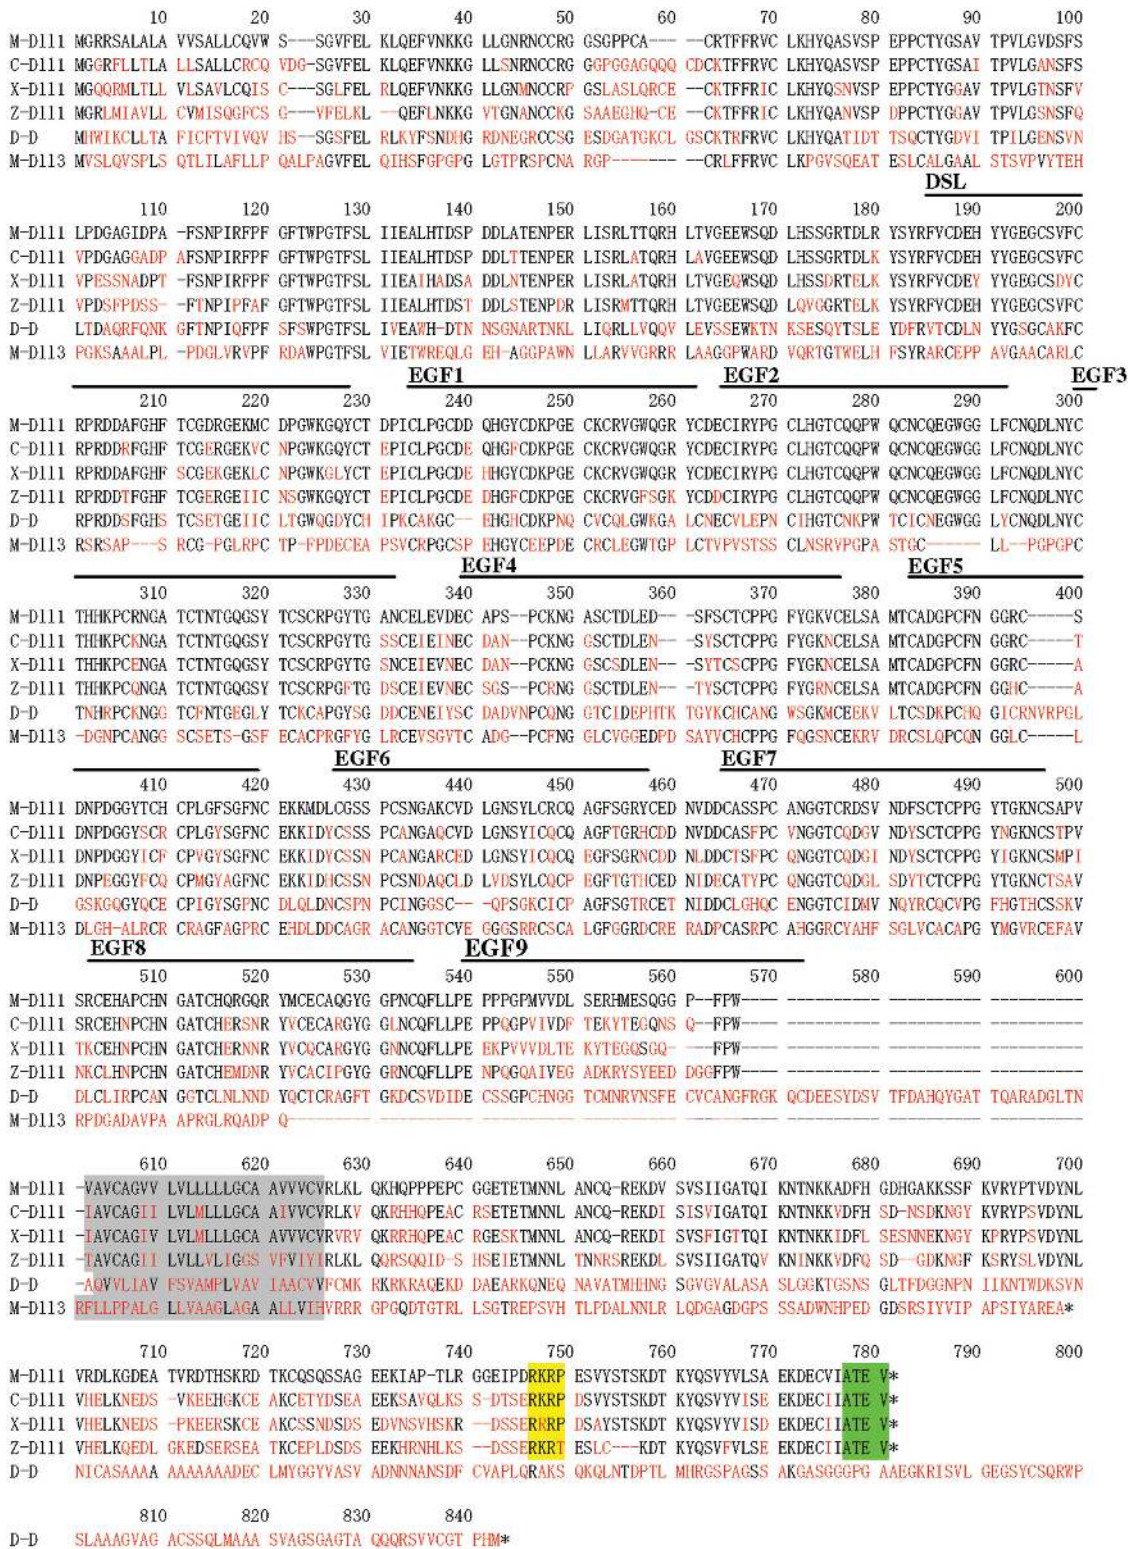 10 20 30 40 50 60 70 80 90 100
M-Dll1 MGRRSALALA VVSALLCQVW S---SGVFEL KLQEFVNKKG LLGNRNCCRG GSGPPCA--- --CRTFFRVC LKHYQASVSP EPPCTYGSAV TPVLGVDSFS
C-Dll1 MGGRFLLTLA LLSALLCRCQ VDG-SGVFEL KLQEFVNKKG LLSNRNCCRG GGPGGAGQQQ CDCKTFFRVC LKHYQASVSP EPPCTYGSAI TPVLGANSFS
X-Dll1 MGQQRMLTLL VLSAVLCQIS C---SGLFEL RLQEFVNKKG LLGNMNCCRP GSLASLQRCE --CKTFFRIC LKHYQSNVSP EPPCTYGGAV TPVLGTNSFV
Z-Dll1 MGRLMIAVLL CVMISQGFCS G---VFELKL --QEFLNKKG VTGNANCCKG SAAEGHQ-CE --CKTFFRIC LKHYQANVSP DPPCTYGGAV TPVLGSNSFQ
D-D MHWIKCLLTA FICFTVIVQV HS--SGSFEL RLKYFSNDHG RDNEGRCCSG ESDGATGKCL GSCKTRFRVC LKHYQATIDT TSQCTYGDVI TPILGENSVN
M-Dll3 MVSLQVSPLS QTLILAFLLP QALPAGVFEL QIHSFGPGPG LGTPRSPCNA RGP------- --CRLFFRVC LKPGVSQEAT ESLCALGAAL STSVPVYTEH
DSL
110 120 130 140 150 160 170 180 190 200
M-Dll1 LPDGAGIDPA -FSNPIRFPF GFTWPGTFSL IIEALHTDSP DDLATENPER LISRLTTQRH LTVGEEWSQD LHSSGRTDLR YSYRFVCDEH YYGEGCSVFC
C-Dll1 VPDGAGGADP AFSNPIRFPF GFTWPGTFSL IIEALHTDSP DDLTTENPER LISRLATQRH LAVGEEWSQD LHSSGRTDLK YSYRFVCDEH YYGEGCSVFC
X-Dll1 VPESSNADPT -FSNPIRFPF GFTWPGTFSL IIEAIHADSA DDLNTENPER LISRLATQRH LTVGEQWSQD LHSSDRTELK YSYRFVCDEY YYGEGCSDYC
Z-Dll1 VPDSFPDSS- -FTNPIPFAF GFTWPGTFSL IIEALHTDST DDLSTENPDR LISRMTTQRH LTVGEEWSQD LQVGGRTELK YSYRFVCDEH YYGEGCSVFC
D-D LTDAQRFQNK GFTNPIQFPF SFSWPGTFSL IVEAWH-DTN NSGNARTNKL LIQRLLVQQV LEVSSEWKTN KSESQYTSLE YDFRVTCDLN YYGSGCAKFC
M-Dll3 PGKSAAALPL -PDGLVRVPF RDAWPGTFSL VIETWREQLG EH-AGGPAWN LLARVVGRRR LAAGGPWARD VQRTGTWELH FSYRARCEPP AVGAACARLC
EGF1 EGF2 EGF3
210 220 230 240 250 260 270 280 290 300
M-Dll1 RPRDDAFGHF TCGDRGEKMC DPGWKGQYCT DPICLPGCDD QHGYCDKPGE CKCRVGWQGR YCDECIRYPG CLHGTCQQPW QCNCQEGWGG LFCNQDLNYC
C-Dll1 RPRDDRFGHF TCGERGEKVC NPGWKGQYCT EPICLPGCDE QHGFCDKPGE CKCRVGWQGR YCDECIRYPG CLHGTCQQPW QCNCQEGWGG LFCNQDLNYC
X-Dll1 RPRDDAFGHF SCGEKGEKLC NPGWKGLYCT EPICLPGCDE HHGYCDKPGE CKCRVGWQGR YCDECIRYPG CLHGTCQQPW QCNCQEGWGG LFCNQDLNYC
Z-Dll1 RPRDDTFGHF TCGERGEIIC NSGWKGQYCT EPICLPGCDE DHGFCDKPGE CKCRVGFSGK YCDDCIRYPG CLHGTCQQPW QCNCQEGWGG LFCNQDLNYC
D-D RPRDDSFGHS TCSETGEIIC LTGWQGDYCH IPKCAKGC-- EHGHCDKPNQ CVCQLGWKGA LCNECVLEPN CIHGTCNKPW TCICNEGWGG LYCNQDLNYC
M-Dll3 RSRSAP---S RCG-PGLRPC TP-FPDECEA PSVCRPGCSP EHGYCEEPDE CRCLEGWTGP LCTVPVSTSS CLNSRVPGPA STGC-----L L--PGPGPC
EGF4 EGF5
310 320 330 340 350 360 370 380 390 400
M-Dll1 THHKPCRNGA TCTNTGQGSY TCSCRPGYTG ANCELEVDEC APS--PCKNG ASCTDLED-- -SFSCTCPPG FYGKVCELSA MTCADGPCFN GGRC-----S
C-Dll1 THHKPCKNGA TCTNTGQGSY TCSCRPGYTG SSCEIEINEC DAN--PCKNG GSCTDLEN-- -SYSCTCPPG FYGKNCELSA MTCADGPCFN GGRC-----T
X-Dll1 THHKPCENGA TCTNTGQGSY TCSCRPGYTG SNCEIEVNEC DAN--PCKNG GSCSDLEN-- -SYTCSCPPG FYGKNCELSA MTCADGPCFN GGRC-----A
Z-Dll1 THHKPCQNGA TCTNTGQGSY TCSCRPGFTG DSCEIEVNEC SGS--PCRNG GSCTDLEN-- -TYSCTCPPG FYGRNCELSA MTCADGPCFN GGHC-----A
D-D TNHRPCKNGG TCFNTGEGLY TCKCAPGYSG DDCENEIYSC DADVNPCQNG GTCIDEPHTK TGYKCHCANG WSGKMCEEKV LTCSDKPCHQ GICRNVRPGL
M-Dll3 -DGNPCANGG SCSETS-GSF ECACPRGFYG LRCEVSGVTC ADG--PCFNG GLCVGGEDPD SAYVCHCPPG FQGSNCEKRV DRCSLQPCQN GGLC-----L
EGF6 EGF7
410 420 430 440 450 460 470 480 490 500
M-Dll1 DNPDGGYTCH CPLGFSGFNC EKKMDLCGSS PCSNGAKCVD LGNSYLCRCQ AGFSGRYCED NVDDCASSPC ANGGTCRDSV NDFSCTCPPG YTGKNCSAPV
C-Dll1 DNPDGGYSCR CPLGYSGFNC EKKIDYCSSS PCANGAQCVD LGNSYICQCQ AGFTGRHCDD NVDDCASFPC VNGGTCQDGV NDYSCTCPPG YNGKNCSTPV
X-Dll1 DNPDGGYICF CPVGYSGFNC EKKIDYCSSN PCANGARCED LGNSYICQCQ EGFSGRNCDD NLDDCTSFPC QNGGTCQDGI NDYSCTCPPG YIGKNCSMPI
Z-Dll1 DNPEGGYFCQ CPMGYAGFNC EKKIDHCSSN PCSNDAQCLD LVDSYLCQCP EGFTGTHCED NIDECATYPC QNGGTCQDGL SDYTCTCPPG YTGKNCTSAV
D-D GSKGQGYQCE CPIGYSGPNC DLQLDNCSPN PCINGGSC-- -QPSGKCICP AGFSGTRCET NIDDCLGHQC ENGGTCIDMV NQYRCQCVPG FHGTHCSSKV
M-Dll3 DLGH-ALRCR CRAGFAGPRC EHDLDDCAGR ACANGGTCVE GGGSRRCSCA LGFGGRDCRE RADPCASRPC AHGGRCYAHF SGLVCACAPG YMGVRCEFAV
EGF8 EGF9
510 520 530 540 550 560 570 580 590 600
M-Dll1 SRCEHAPCHN GATCHQRGQR YMCECAQGYG GPNCQFLLPE PPPGPMVVDL SERHMESQGG P--FPW---- ---------- ---------- ----------
C-Dll1 SRCEHNPCHN GATCHERSNR YVCECARGYG GLNCQFLLPE PPQGPVIVDF TEKYTEGQNS Q--FPW---- ---------- ---------- ----------
X-Dll1 TKCEHNPCHN GATCHERNNR YVCQCARGYG GNNCQFLLPE EKPVVVDLTE KYTEGQSGQ- ---FPW---- ---------- ---------- ----------
Z-Dll1 NKCLHNPCHN GATCHEMDNR YVCACIPGYG GRNCQFLLPE NPQGQAIVEG ADKRYSYEED DGGFPW---- ---------- ---------- ----------
D-D DLCLIRPCAN GGTCLNLNND YQCTCRAGFT GKDCSVDIDE CSSGPCHNGG TCMNRVNSFE CVCANGFRGK QCDEESYDSV TFDAHQYGAT TQARADGLTN
M-Dll3 RPDGADAVPA APRGLRQADP Q--------- ---------- ---------- ---------- ---------- ---------- ---------- ----------
610 620 630 640 650 660 670 680 690 700
M-Dll1 -VAVCAGVV LVLLLLLGCA AVVVCVRLKL QKHQPPPEPC GGETETMNNL ANCQ-REKDV SVSIIGATQI KNTNKKADFH GDHGAKKSSF KVRYPTVDYNL
C-Dll1 -IAVCAGII LVLMLLLGCA AIVVCVRLKV QKRHHQPEAC RSETETMNNL ANCQ-REKDI SISVIGATQI KNTNKKVDFH SD-NSDKNGY KVRYPSVDYNL
X-Dll1 -IAVCAGIV LVLMLLLGCA AVVVCVRVRV QKRRHQPEAC RGESKTMNNL ANCQ-REKDI SVSFIGTTQI KNTNKKIDFL SESNNEKNGY KPRYPSVDYNL
Z-Dll1 -TAVCAGII LVLLVLIGGS VFVIYIRLKL QQRSQQID-S HSEIETMNNL TNNRSREKDL SVSIIGATQV KNINKKVDFQ SD--GDKNGF KSRYSLVDYNL
D-D -AQVVLIAV FSVAMPLVAV IAACVVFCMK RKRKRAQEKD DAEARKQNEQ NAVATMHHNG SGVGVALASA SLGGKTGSNS GLTFDGGNPN IIKNTWDKSVN
M-Dll3 RFLLPPALG LLVAAGLAGA ALLVIHVRRR GPGQDTGTRL LSGTREPSVH TLPDALNNLR LQDGAGDGPS SSADWNHPED GDSRSIYVIP APSIYAREA*
710 720 730 740 750 760 770 780 790 800
M-Dll1 VRDLKGDEA TVRDTHSKRD TKCQSQSSAG EEKIAP-TLR GGEIPDRKRP ESVYSTSKDT KYQSVYVLSA EKDECVIATE V*
C-Dll1 VHELKNEDS -VKEEHGKCE AKCETYDSEA EEKSAVQLKS S-DTSERKRP DSVYSTSKDT KYQSVYVISE EKDECIIATE V*
X-Dll1 VHELKNEDS -PKEERSKCE AKCSSNDSDS EDVNSVHSKR --DSSERKRP DSAYSTSKDT KYQSVYVISD EKDECIIATE V*
Z-Dll1 VHELKQEDL GKEDSERSEA TKCEPLDSDS EEKHRNHLKS --DSSERKRT ESLC---KDT KYQSVFVLSE EKDECIIATE V*
D-D NICASAAAA AAAAAAADEC LMYGGYVASV ADNNNANSDF CVAPLQRAKS QKQLNTDPTL MHRGSPAGSS AKGASGGGPG AAEGKRISVL GEGSYCSQRWP
810 820 830 840
D-D SLAAAGVAG ACSSQLMAAA SVAGSGAGTA QQQRSVVCGT PHM*